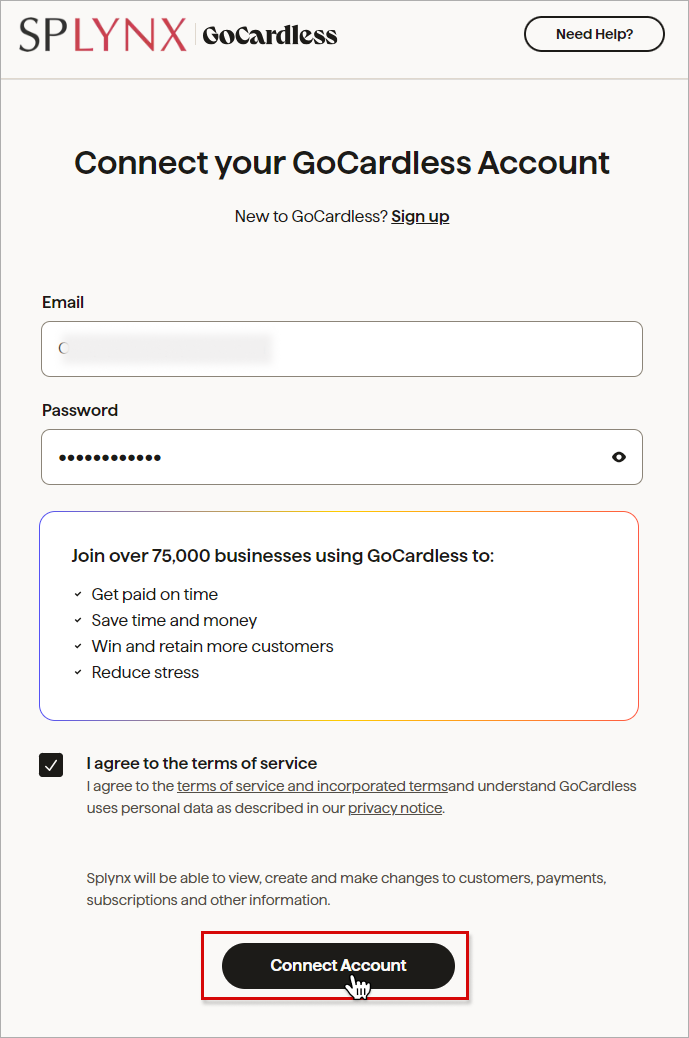 SPLYNX GoCardless Need Help?
Connect your GoCardless Account
New to GoCardless? Sign up
Email
Password
Join over 75,000 businesses using GoCardless to:
Get paid on time
Save time and money
Win and retain more customers
Reduce stress
I agree to the terms of service
I agree to the terms of service and incorporated termsand understand GoCardless
uses personal data as described in our privacy notice.
Splynx will be able to view, create and make changes to customers, payments,
subscriptions and other information.
Connect Account